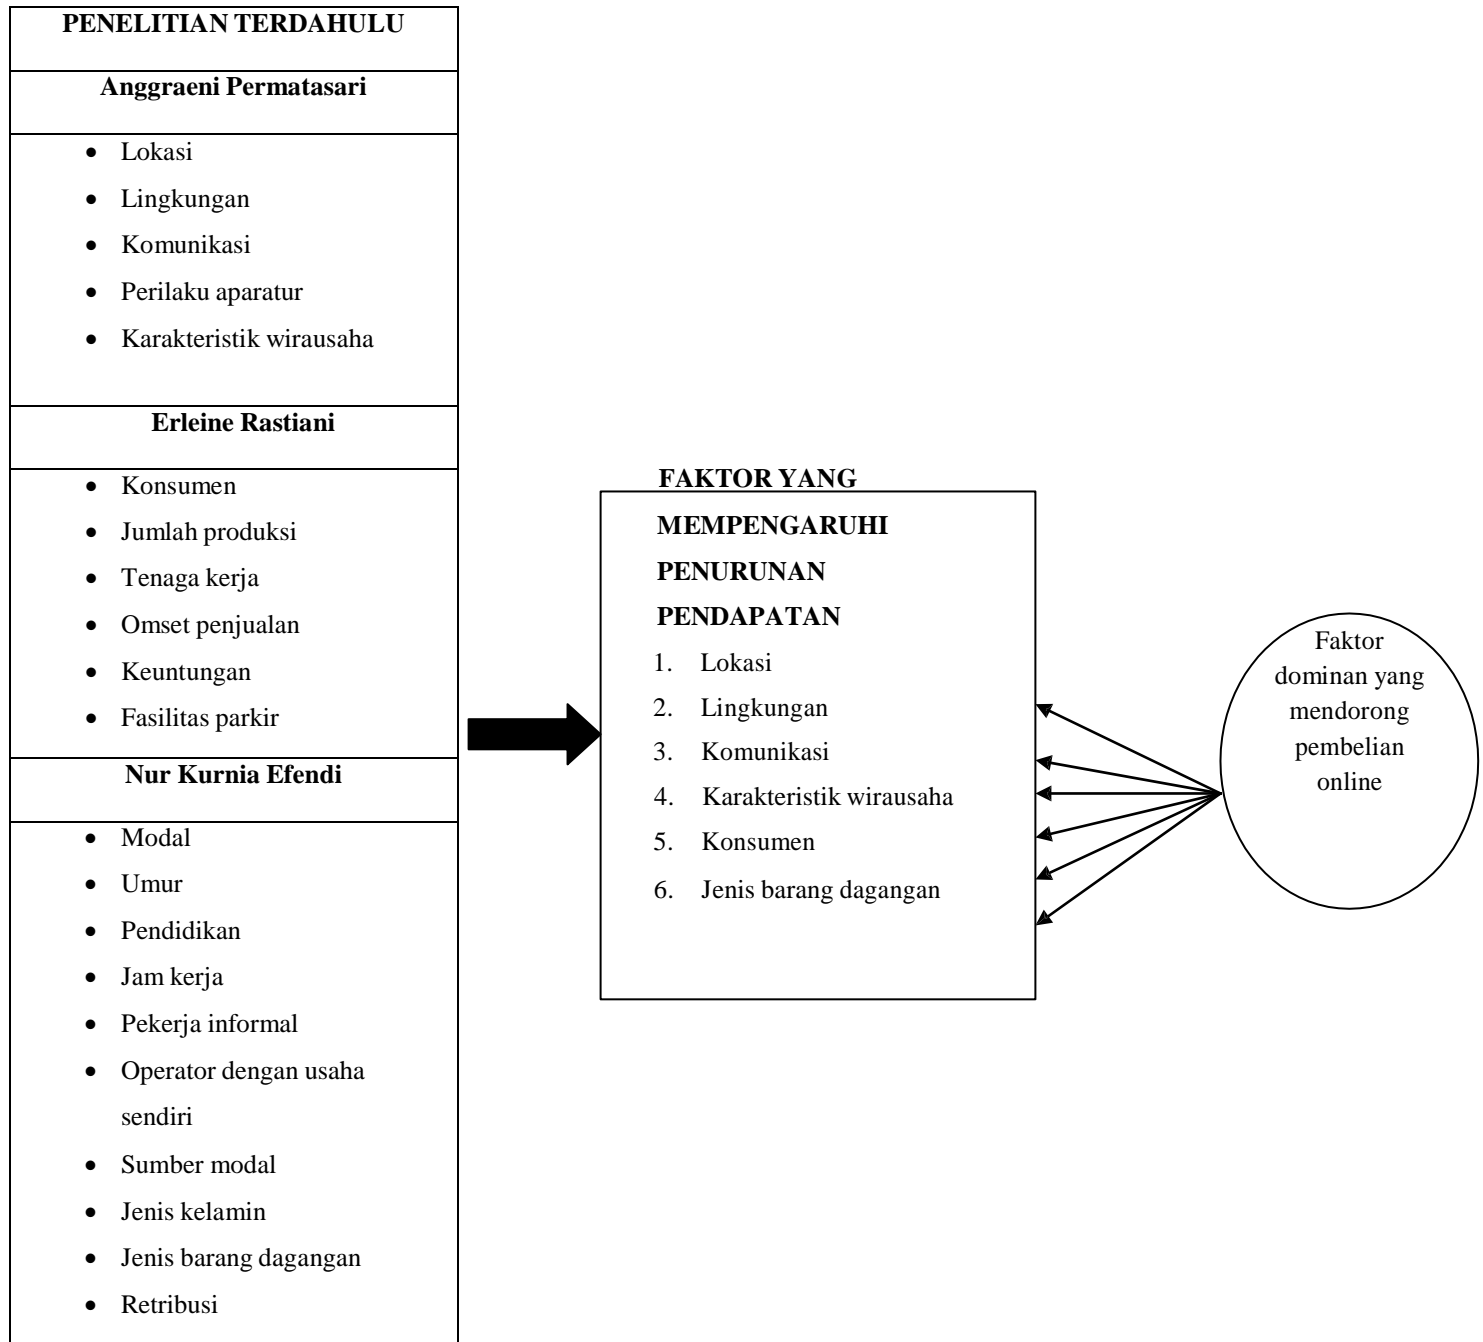 PENELITIAN TERDAHULU
Anggraeni Permatasari
• Lokasi
• Lingkungan
• Komunikasi
• Perilaku aparatur
• Karakteristik wirausaha
Erleine Rastiani
• Konsumen
• Jumlah produksi
• Tenaga kerja
• Omset penjualan
• Keuntungan
• Fasilitas parkir
Nur Kurnia Efendi
• Modal
• Umur
• Pendidikan
• Jam kerja
• Pekerja informal
• Operator dengan usaha
sendiri
• Sumber modal
• Jenis kelamin
• Jenis barang dagangan
• Retribusi
FAKTOR YANG
MEMPENGARUHI
PENURUNAN
PENDAPATAN
1. Lokasi
2. Lingkungan
3. Komunikasi
4. Karakteristik wirausaha
5. Konsumen
6. Jenis barang dagangan
Faktor
dominan yang
mendorong
pembelian
online